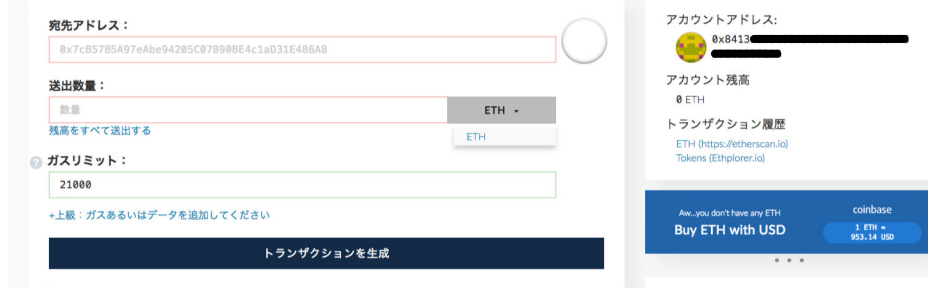 宛先アドレス：
0x7cB57B5A97eAbe94205C07890BE4c1aD31E486A8
送出数量：
数量
ETH
残高をすべて送出する
ETH
? ガスリミット：
21000
+上級：ガスあるいはデータを追加してください
トランザクションを生成
アカウントアドレス:
0x8413
アカウント残高
0 ETH
トランザクション履歴
ETH (https://etherscan.io)
Tokens (Ethplorer.io)
Aw...you don't have any ETH
Buy ETH with USD
coinbase
1 ETH ≈
953.14 USD